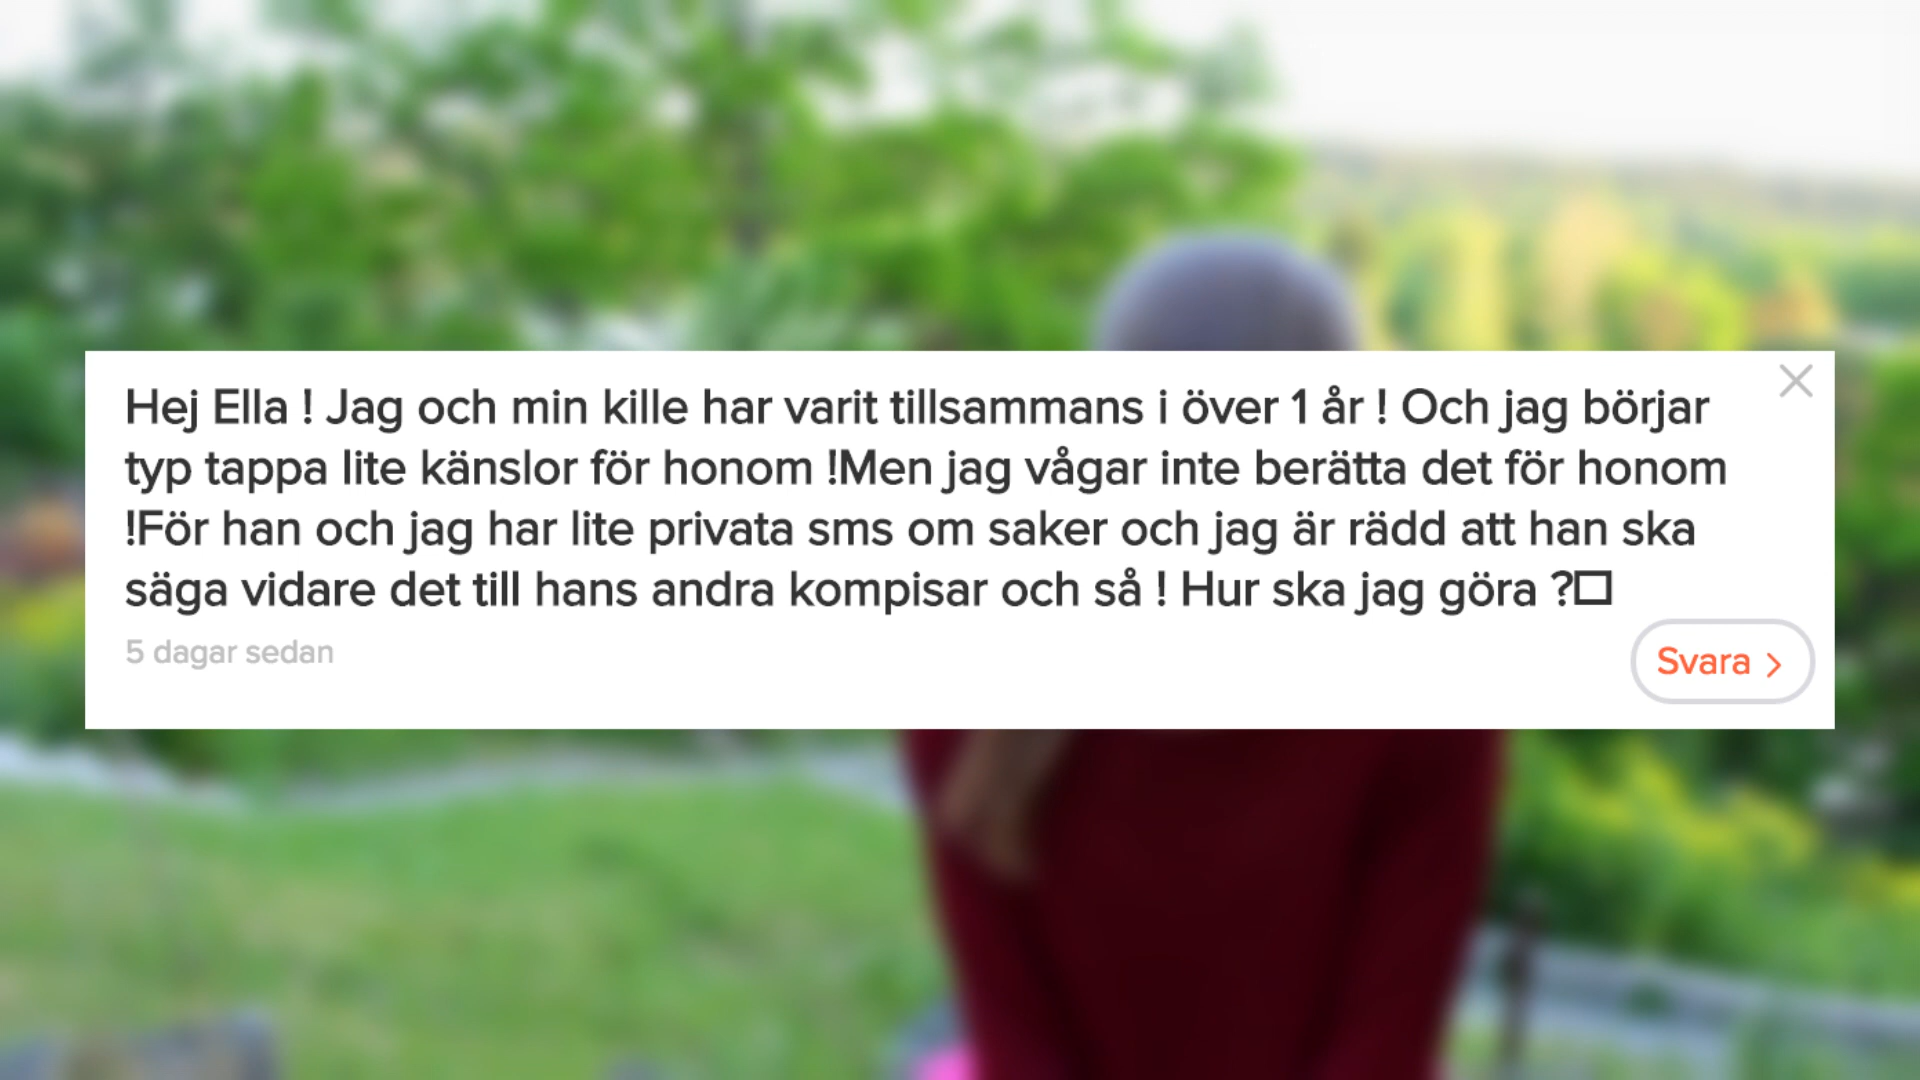 Hej Ella ! Jag och min kille har varit tillsammans i över 1 år ! Och jag börjar
typ tappa lite känslor för honom !Men jag vågar inte berätta det för honom
!För han och jag har lite privata sms om saker och jag är rädd att han ska
säga vidare det till hans andra kompisar och så ! Hur ska jag göra ?□
5 dagar sedan
Svara >